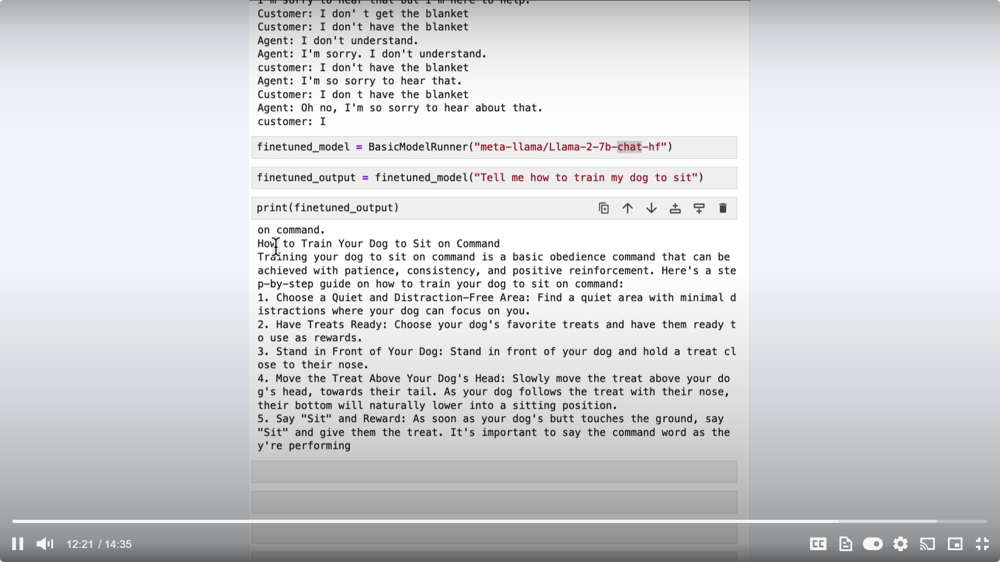 I'm sorry to hear that but I'm here to help.
Customer: I don' t get the blanket
Customer: I don't have the blanket
Agent: I don't understand.
Agent: I'm sorry. I don't understand.
customer: I don't have the blanket
Agent: I'm so sorry to hear that.
Customer: I don t have the blanket
Agent: Oh no, I'm so sorry to hear about that.
customer: I
finetuned_model = BasicModelRunner("meta-llama/Llama-2-7b-chat-hf")
finetuned_output = finetuned_model("Tell me how to train my dog to sit")
print(finetuned_output)
on command.
How to Train Your Dog to Sit on Command
Training your dog to sit on command is a basic obedience command that can be
achieved with patience, consistency, and positive reinforcement. Here's a ste
p-by-step guide on how to train your dog to sit on command:
1. Choose a Quiet and Distraction-Free Area: Find a quiet area with minimal d
istractions where your dog can focus on you.
2. Have Treats Ready: Choose your dog's favorite treats and have them ready t
o use as rewards.
3. Stand in Front of Your Dog: Stand in front of your dog and hold a treat cl
ose to their nose.
4. Move the Treat Above Your Dog's Head: Slowly move the treat above your do
g's head, towards their tail. As your dog follows the treat with their nose,
their bottom will naturally lower into a sitting position.
5. Say "Sit" and Reward: As soon as your dog's butt touches the ground, say
"Sit" and give them the treat. It's important to say the command word as the
y're performing
12:21 / 14:35
CC